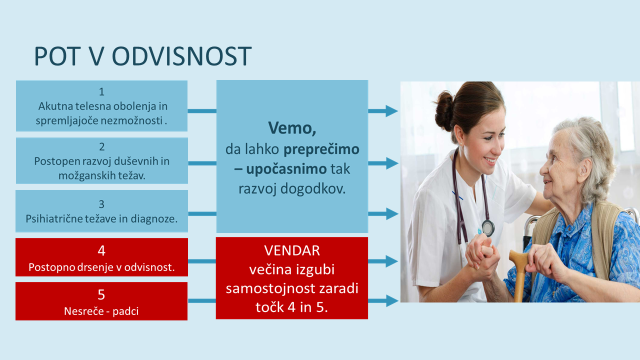 POT V ODVISNOST
1
Akutna telesna obolenja in
spremljajoče nezmožnosti .
2
Postopen razvoj duševnih in
možganskih težav.
3
Psihiatrične težave in diagnoze.
4
Postopno drsenje v odvisnost.
5
Nesreče - padci
Vemo,
da lahko preprečimo
– upočasnimo tak
razvoj dogodkov.
VENDAR
večina izgubi
samostojnost zaradi
točk 4 in 5.